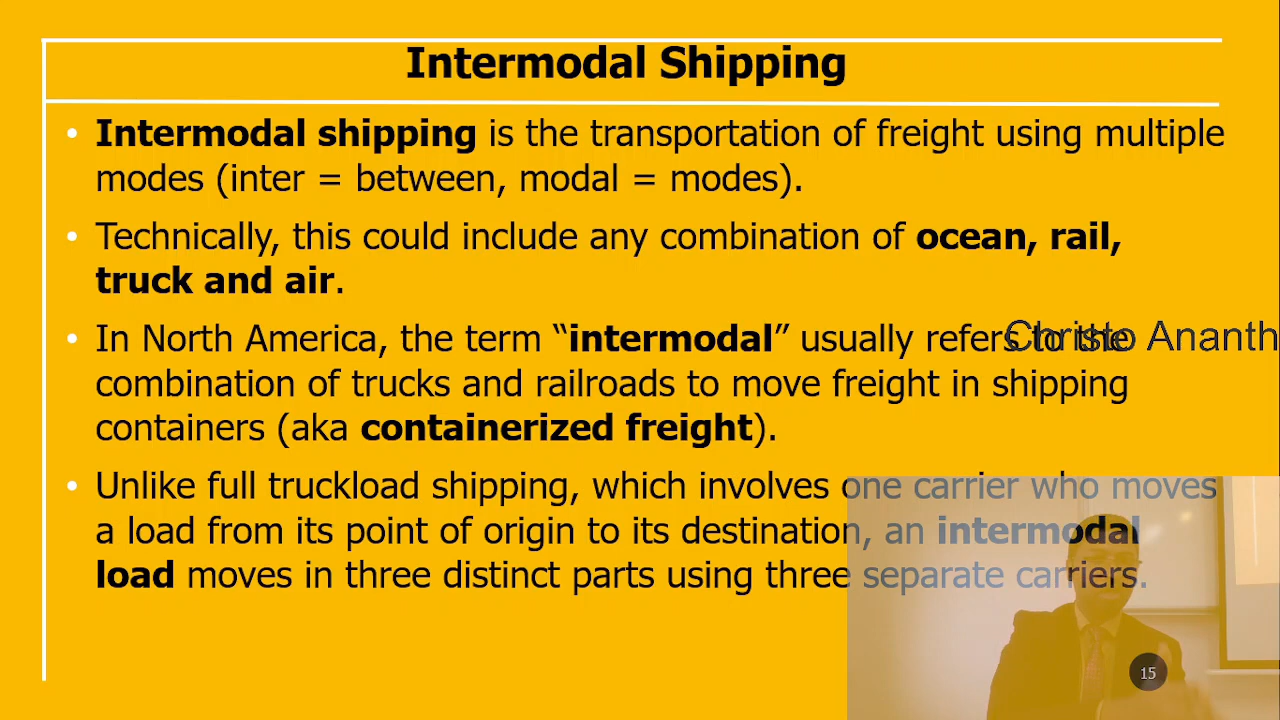 Intermodal Shipping
• Intermodal shipping is the transportation of freight using multiple
modes (inter = between, modal = modes).
• Technically, this could include any combination of ocean, rail,
truck and air.
• In North America, the term “intermodal” usually refers to the
Christo Ananth
combination of trucks and railroads to move freight in shipping
containers (aka containerized freight).
• Unlike full truckload shipping, which involves one carrier who moves
a load from its point of origin to its destination, an intermodal
load moves in three distinct parts using three separate carriers.
15